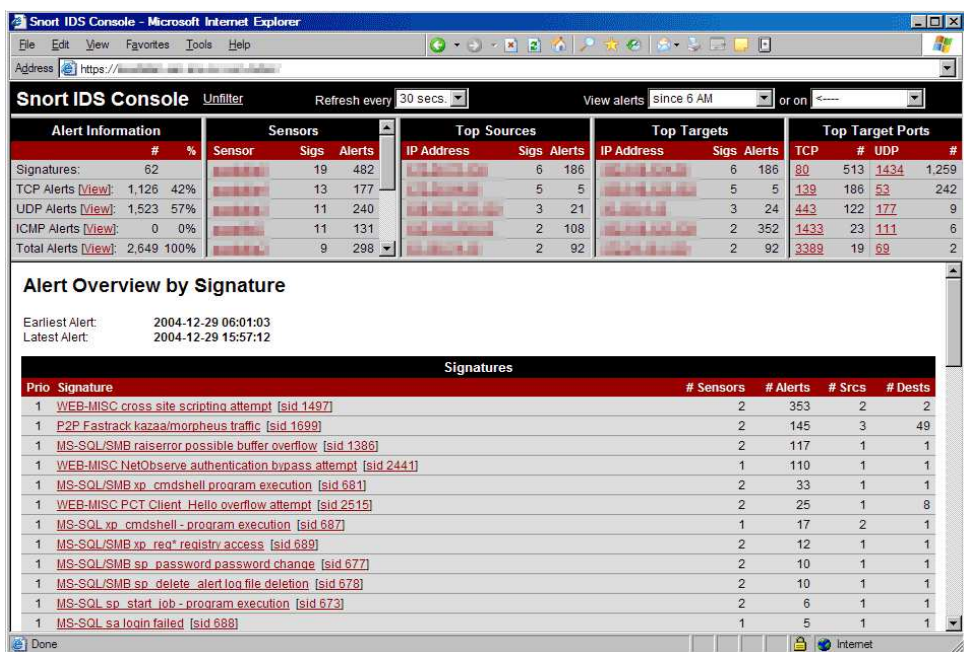 Snort IDS Console - Microsoft Internet Explorer
File Edit View Favorites Tools Help
Address https://
Snort IDS Console Unfilter Refresh every 30 secs. View alerts since 6 AM or on <----
Alert Information Sensors Top Sources Top Targets Top Target Ports
# % Sensor Sigs Alerts IP Address Sigs Alerts IP Address Sigs Alerts TCP # UDP #
Signatures: 62 19 482 6 186 6 186 80 513 1434 1,259
TCP Alerts [View]: 1,126 42% 13 177 5 5 5 5 139 186 53 242
UDP Alerts [View]: 1,523 57% 11 240 3 21 3 24 443 122 177 9
ICMP Alerts [View]: 0 0% 11 131 2 108 2 352 1433 23 111 6
Total Alerts [View]: 2,649 100% 9 298 2 92 2 92 3389 19 69 2
Alert Overview by Signature
Earliest Alert: 2004-12-29 06:01:03
Latest Alert: 2004-12-29 15:57:12
Signatures
Prio Signature # Sensors # Alerts # Srcs # Dests
1 WEB-MISC cross site scripting attempt [sid 1497] 2 353 2 2
1 P2P Fastrack kazaa/morpheus traffic [sid 1699] 2 145 3 49
1 MS-SQL/SMB raiserror possible buffer overflow [sid 1386] 2 117 1 1
1 WEB-MISC NetObserve authentication bypass attempt [sid 2441] 1 110 1 1
1 MS-SQL/SMB xp_cmdshell program execution [sid 681] 2 33 1 1
1 WEB-MISC PCT Client_Hello overflow attempt [sid 2515] 2 25 1 8
1 MS-SQL xp_cmdshell - program execution [sid 687] 1 17 2 1
1 MS-SQL/SMB xp_reg* registry access [sid 689] 2 12 1 1
1 MS-SQL/SMB sp_password password change [sid 677] 2 10 1 1
1 MS-SQL/SMB sp_delete_alert log file deletion [sid 678] 2 10 1 1
1 MS-SQL sp_start_job - program execution [sid 673] 2 6 1 1
1 MS-SQL sa login failed [sid 688] 1 5 1 1
Done Internet